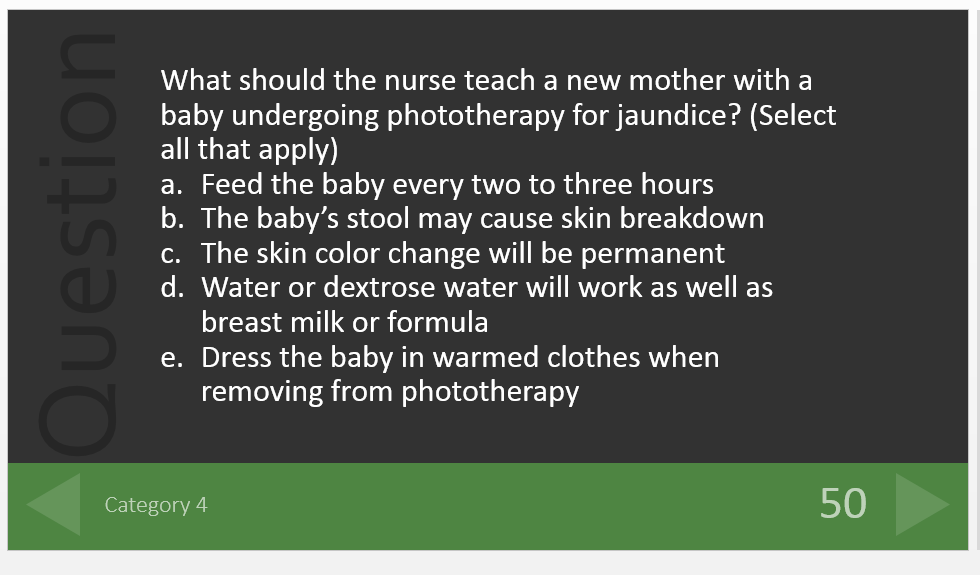 Question
What should the nurse teach a new mother with a
baby undergoing phototherapy for jaundice? (Select
all that apply)
a. Feed the baby every two to three hours
b. The baby’s stool may cause skin breakdown
c. The skin color change will be permanent
d. Water or dextrose water will work as well as
breast milk or formula
e. Dress the baby in warmed clothes when
removing from phototherapy
Category 4
50